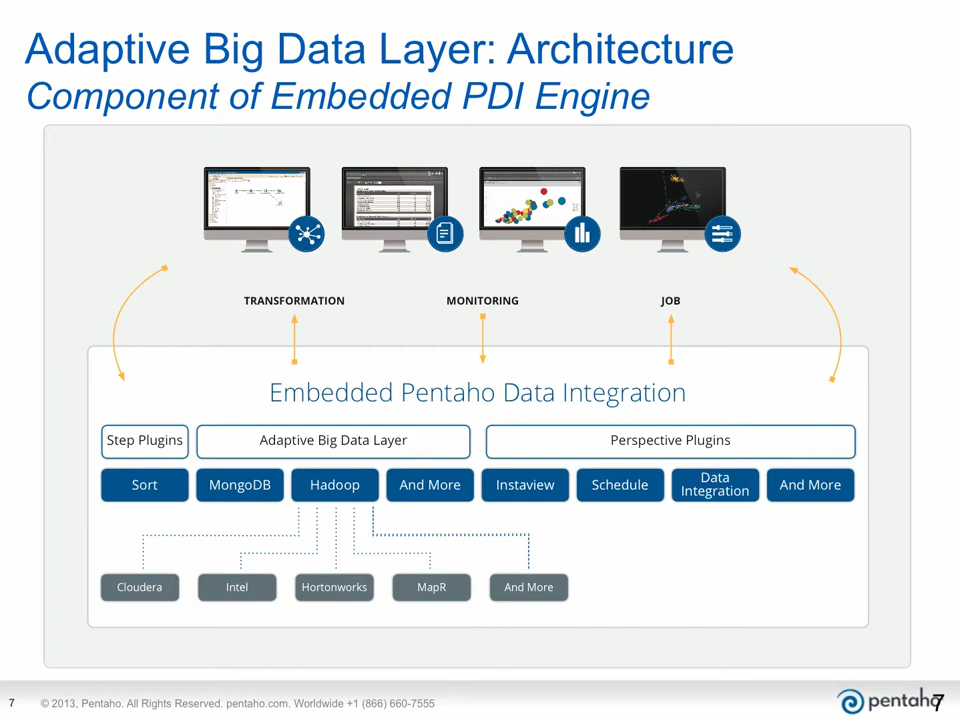 Adaptive Big Data Layer: Architecture
Component of Embedded PDI Engine
TRANSFORMATION MONITORING JOB
Embedded Pentaho Data Integration
Step Plugins Adaptive Big Data Layer Perspective Plugins
Sort MongoDB Hadoop And More Instaview Schedule Data Integration And More
Cloudera Intel Hortonworks MapR And More
7 © 2013, Pentaho. All Rights Reserved. pentaho.com. Worldwide +1 (866) 660-7555 pentaho 7